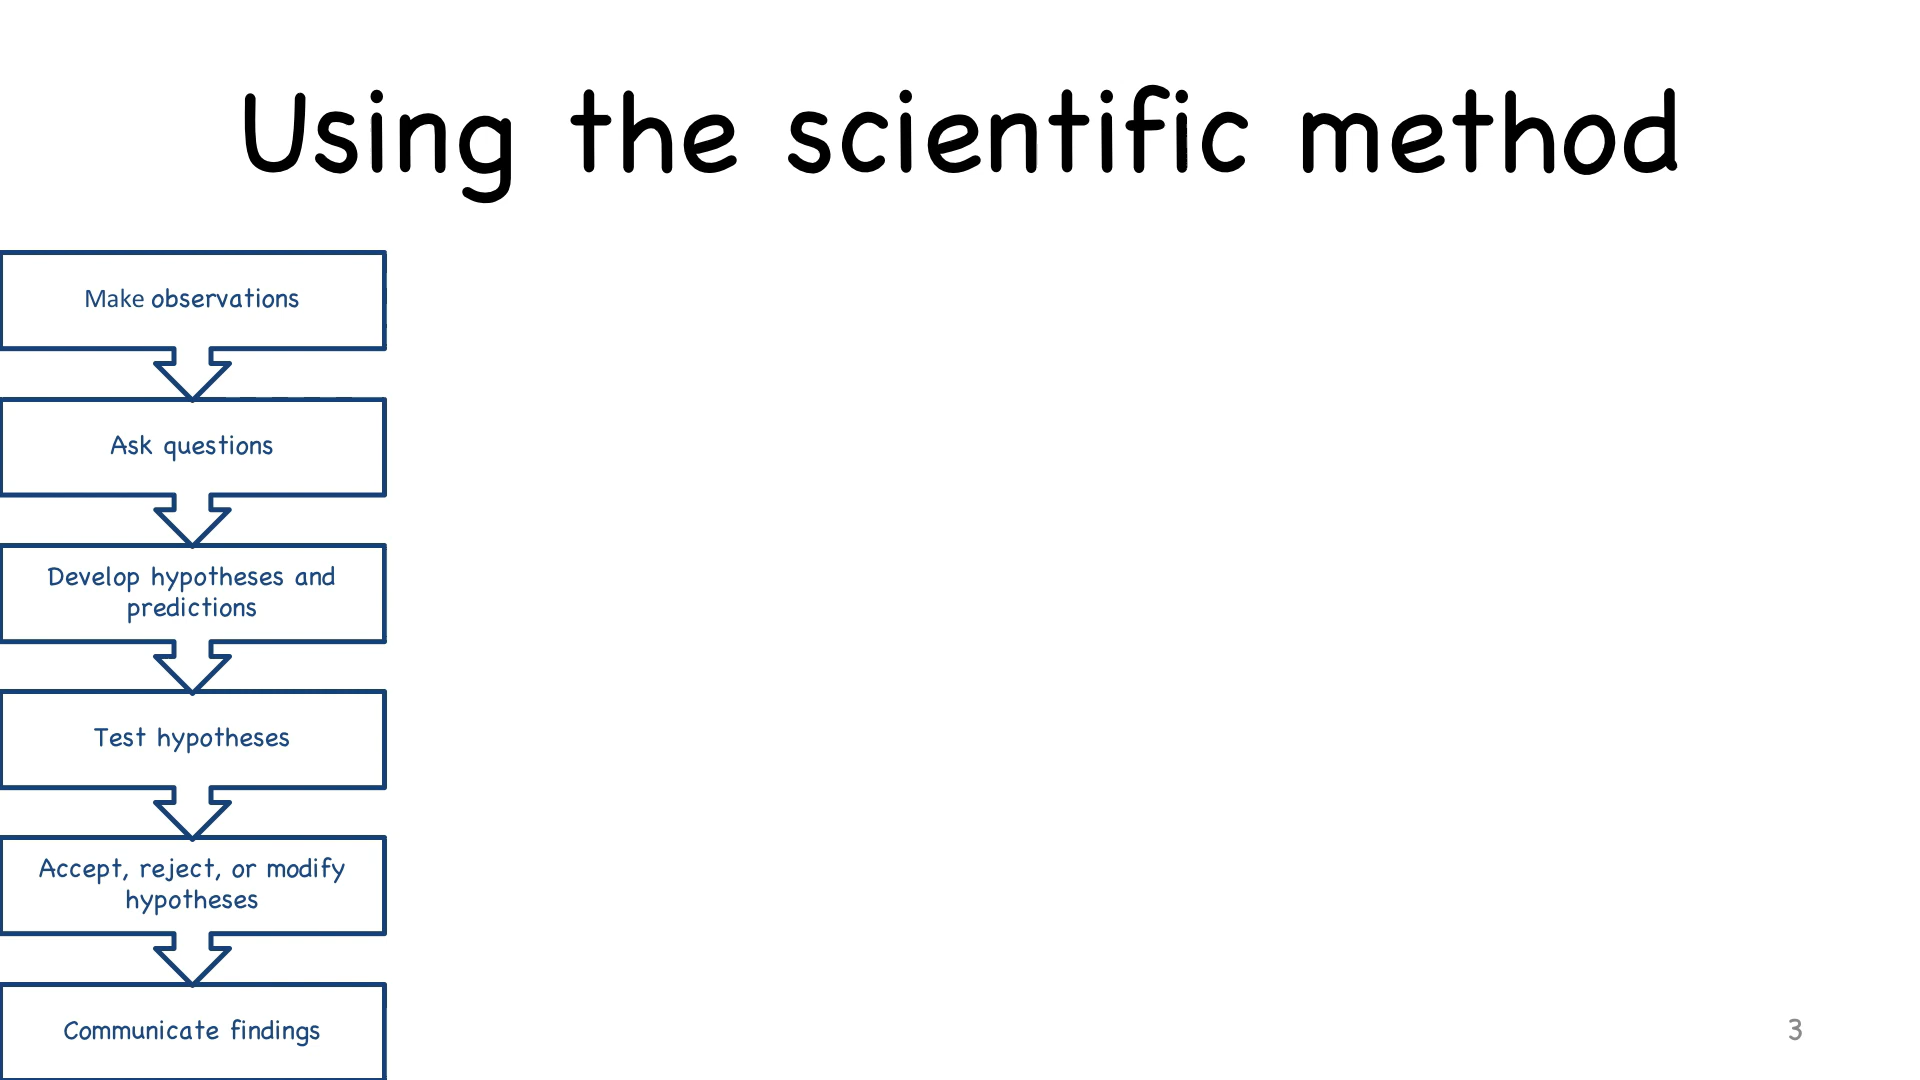 Using the scientific method
Make observations
Ask questions
Develop hypotheses and
predictions
Test hypotheses
Accept, reject, or modify
hypotheses
Communicate findings
3